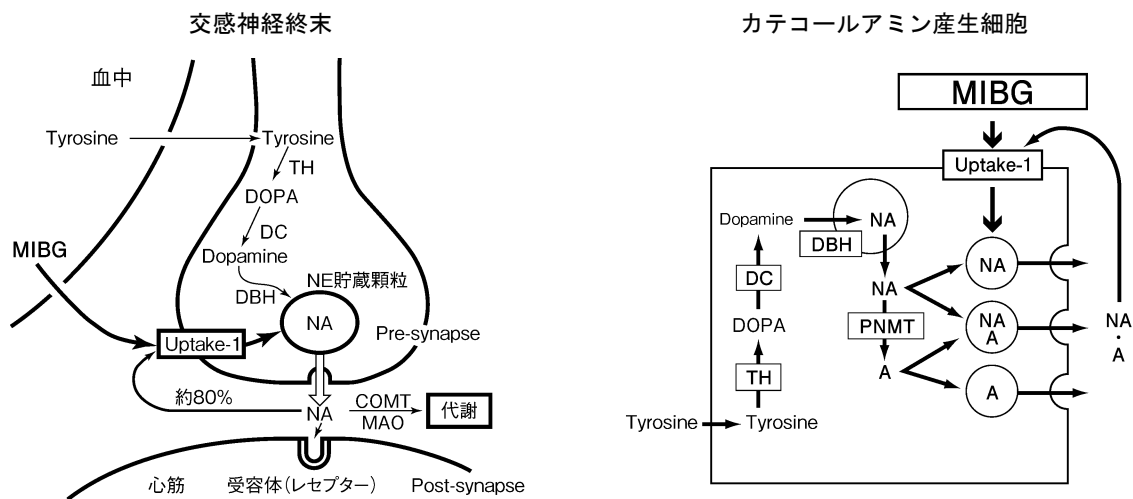 交感神経終末
血中
Tyrosine
Tyrosine
TH
DOPA
DC
Dopamine
DBH
MIBG
NE貯蔵顆粒
NA
Pre-synapse
Uptake-1
約80%
NA
COMT
MAO
代謝
心筋
受容体(レセプター)
Post-synapse
カテコールアミン産生細胞
MIBG
Uptake-1
Dopamine
NA
DBH
DC
NA
NA
DOPA
PNMT
NA
A
NA
・
A
TH
A
A
Tyrosine
Tyrosine